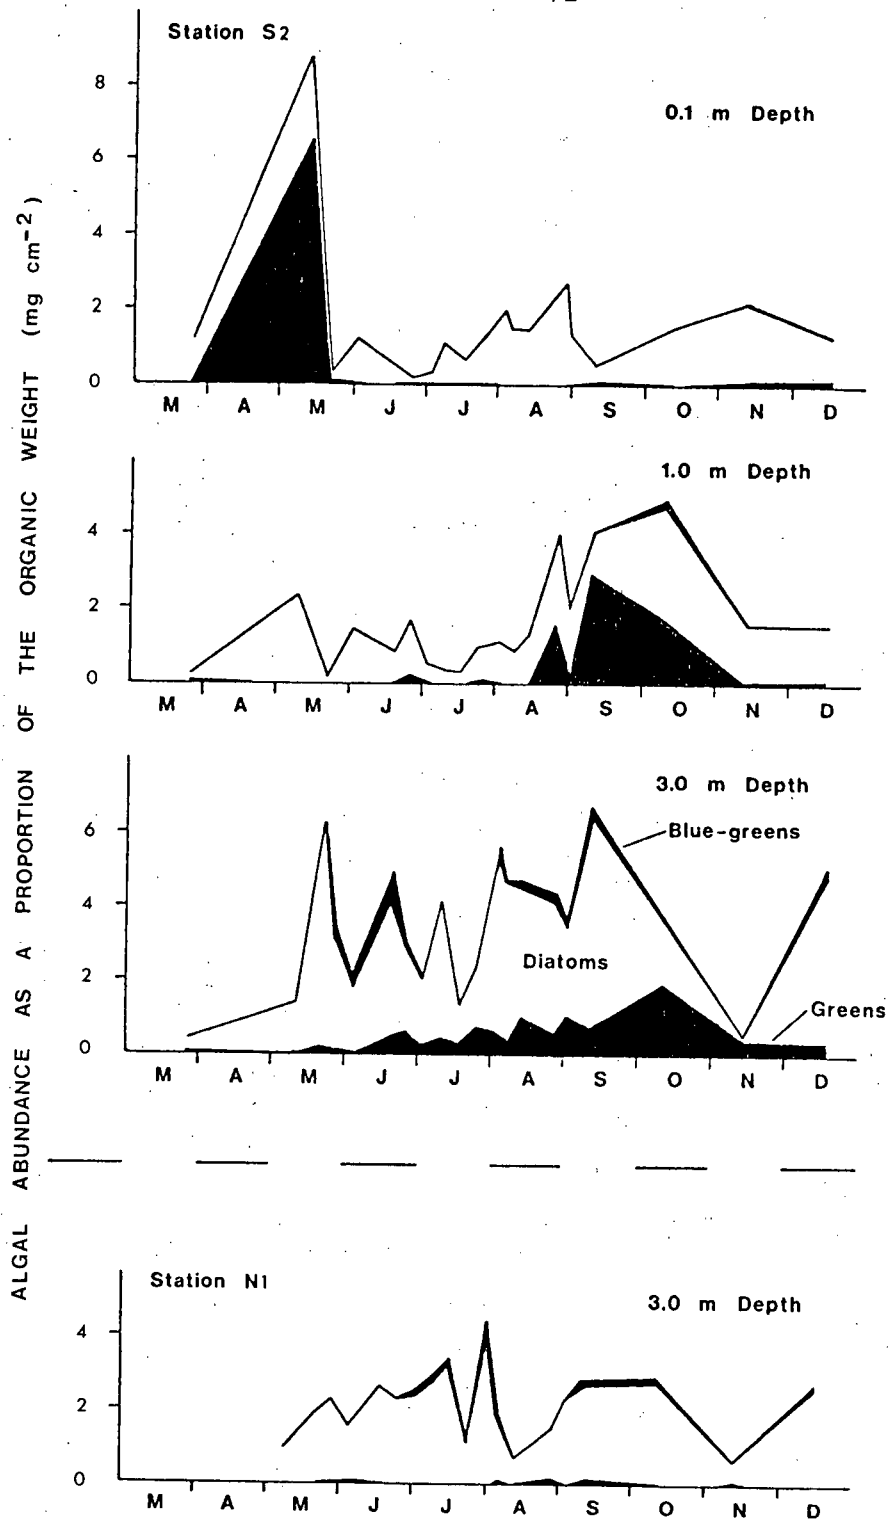 Station S2
0.1 m Depth
8
6
4
2
0
M A M J J A S O N D
1.0 m Depth
4
2
0
M A M J J A S O N D
3.0 m Depth
6
Blue-greens
4
Diatoms
2
Greens
0
M A M J J A S O N D
Station N1
3.0 m Depth
4
2
0
M A M J J A S O N D
ALGAL ABUNDANCE AS A PROPORTION OF THE ORGANIC WEIGHT (mg cm⁻²)